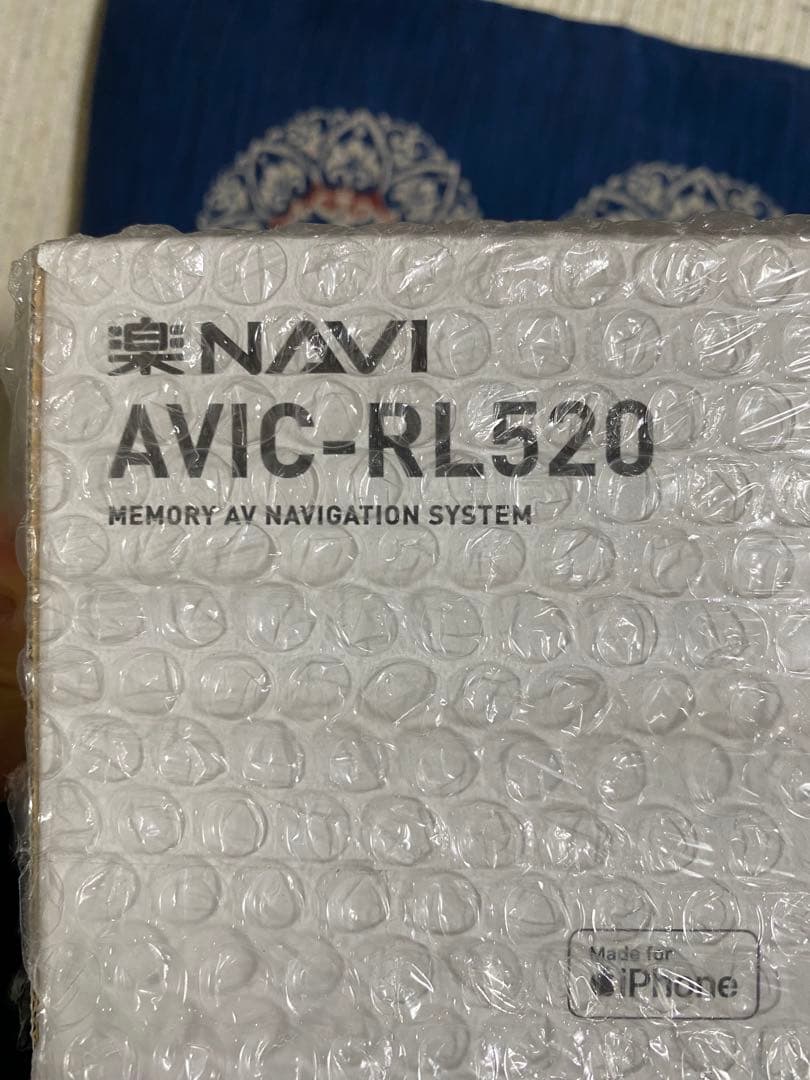 楽NAVI
AVIC-RL520
MEMORY AV NAVIGATION SYSTEM
Made for
iPhone